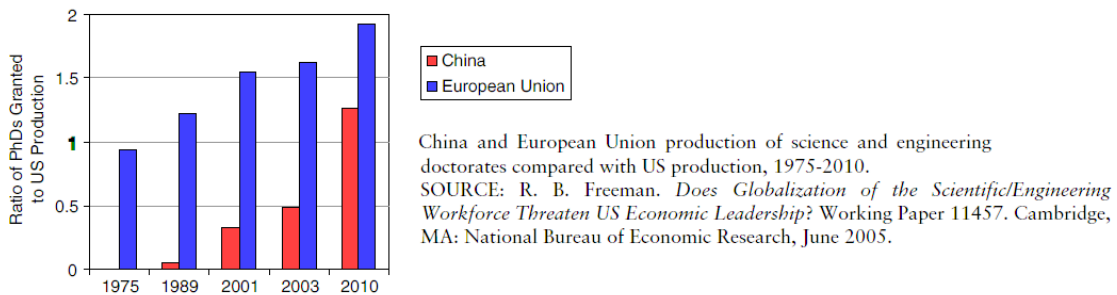 Ratio of PhDs Granted
to US Production
2
1.5
1
0.5
0
1975 1989 2001 2003 2010
China
European Union
China and European Union production of science and engineering
doctorates compared with US production, 1975-2010.
SOURCE: R. B. Freeman. Does Globalization of the Scientific/Engineering
Workforce Threaten US Economic Leadership? Working Paper 11457. Cambridge,
MA: National Bureau of Economic Research, June 2005.